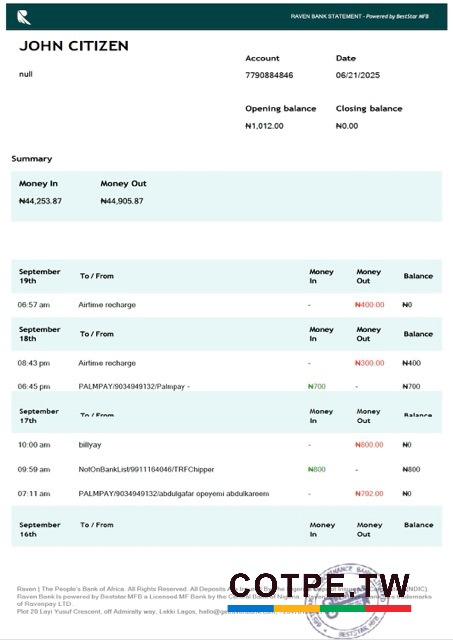 RAVEN BANK STATEMENT - Powered by BestStar MFB
JOHN CITIZEN
null
Account Date
7790884846 06/21/2025
Opening balance Closing balance
₦1,012.00 ₦0.00
Summary
Money In Money Out
₦44,253.87 ₦44,905.87
September 19th To / From Money In Money Out Balance
06:57 am Airtime recharge - ₦400.00 ₦0
September 18th To / From Money In Money Out Balance
08:43 pm Airtime recharge - ₦300.00 ₦400
06:45 pm PALMPAY/9034949132/Palmpay - ₦700 - ₦700
September 17th To / From Money In Money Out Balance
10:00 am billyay - ₦800.00 ₦0
09:59 am NotOnBankList/9911164046/TRFChipper ₦800 - ₦800
07:11 am PALMPAY/9034949132/abdulgafar opeyemi abdulkareem - ₦792.00 ₦0
September 16th To / From Money In Money Out Balance
Raven | The People's Bank of Africa. All Rights Reserved. All Deposits Are (NDIC)
Raven Bank is powered by Bestster MFB a Licensed MF Bank by the Central Bank of trademarks
of Ravenpay LTD.
Plot 20 Layi Yusuf Crescent, off Admiralty way, Lekki Lagos,
COTPE.TW